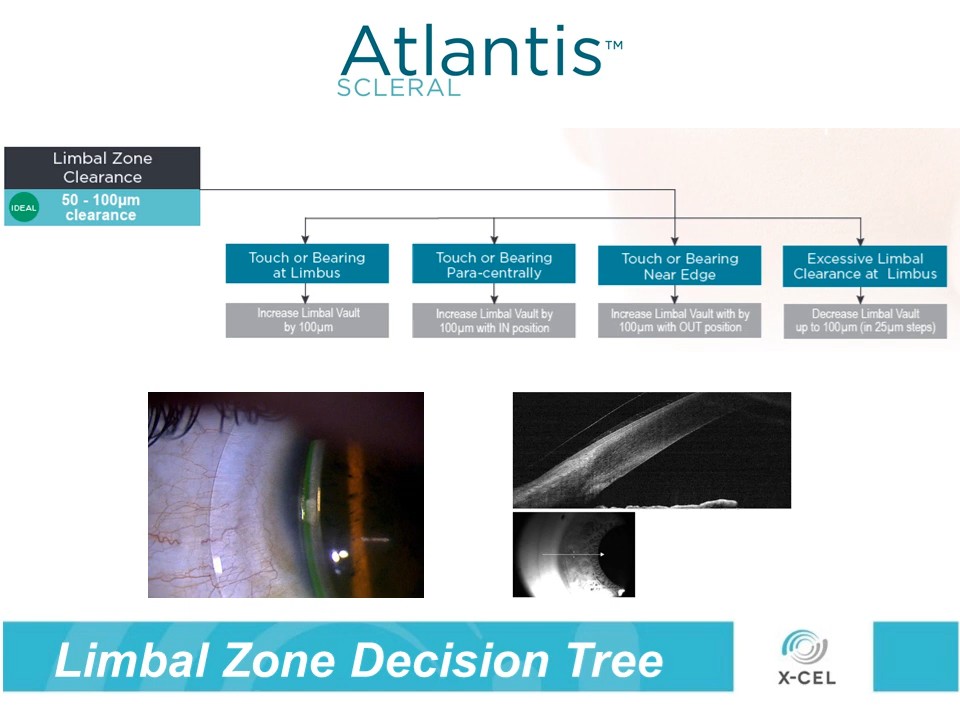 Atlantis™
SCLERAL
Limbal Zone
Clearance
IDEAL
50 - 100µm
clearance
Touch or Bearing
at Limbus
Touch or Bearing
Para-centrally
Touch or Bearing
Near Edge
Excessive Limbal
Clearance at Limbus
Increase Limbal Vault
by 100µm
Increase Limbal Vault by
100µm with IN position
Increase Limbal Vault with by
100µm with OUT position
Decrease Limbal Vault
up to 100µm (in 25µm steps)
Limbal Zone Decision Tree
X-CEL